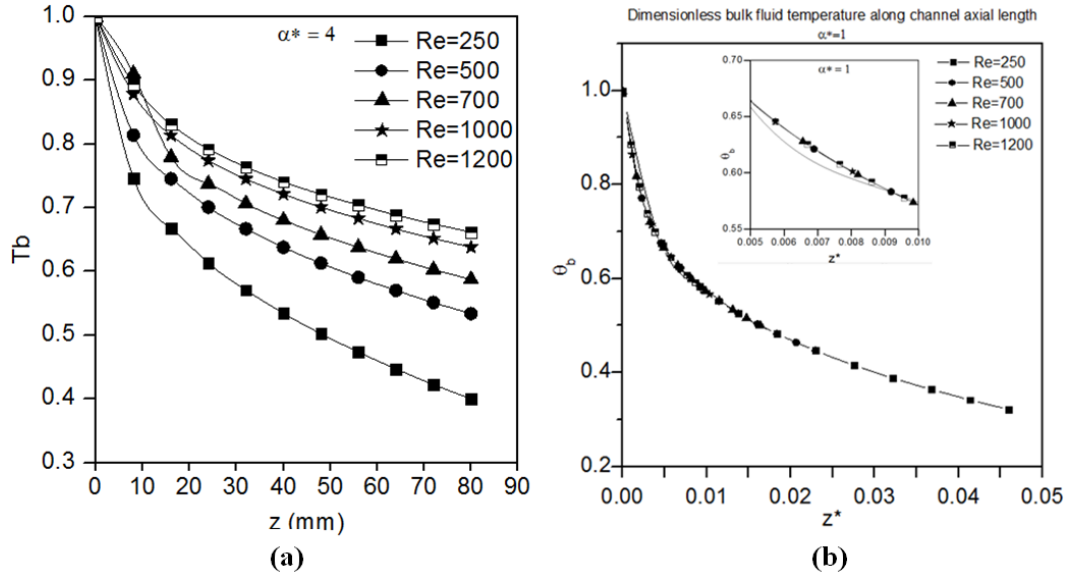 α* = 4
Re=250
Re=500
Re=700
Re=1000
Re=1200
1.0
0.9
0.8
0.7
0.6
0.5
0.4
0.3
Tb
0 10 20 30 40 50 60 70 80 90
z (mm)
(a)
Dimensionless bulk fluid temperature along channel axial length
α*=1
Re=250
Re=500
Re=700
Re=1000
Re=1200
1.0
0.8
0.6
0.4
0.2
θb
0.00 0.01 0.02 0.03 0.04 0.05
z*
α* = 1
0.70
0.65
0.60
0.55
θb
0.005 0.006 0.007 0.008 0.009 0.010
z*
(b)